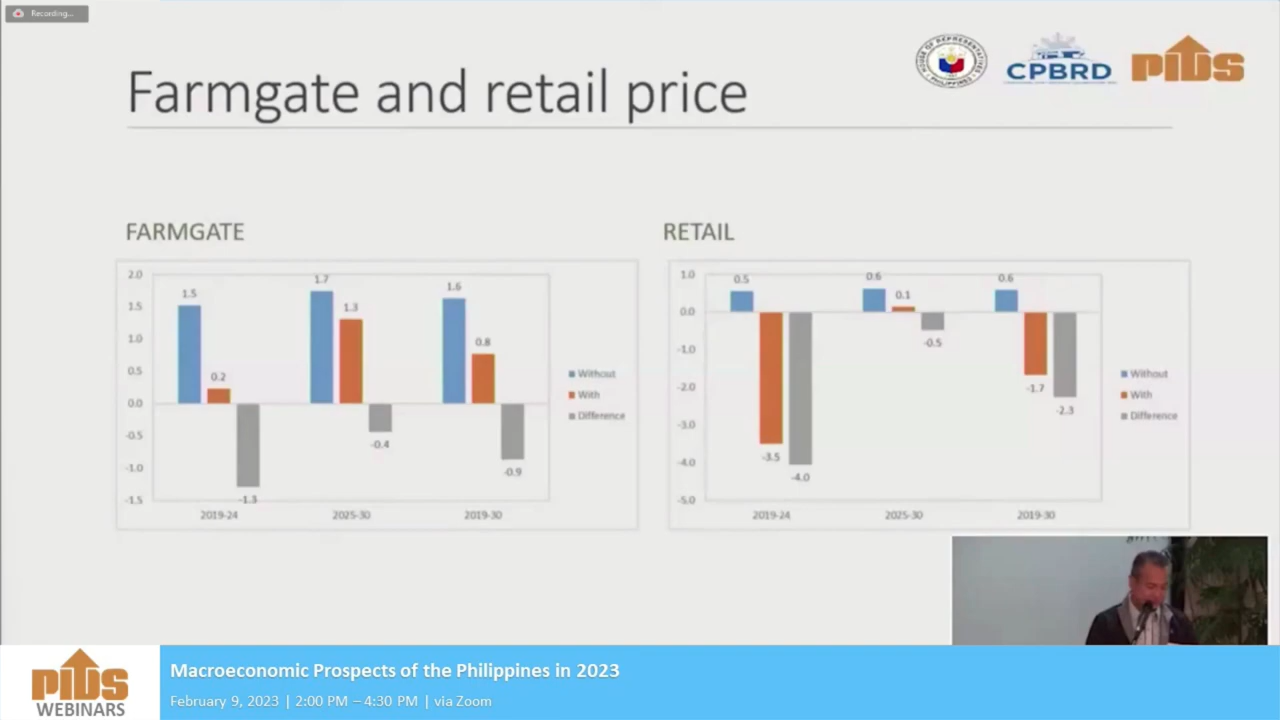 Recording...
Farmgate and retail price
CPBRD
PIDS
FARMGATE
2.0
1.5
1.0
0.5
0.0
-0.5
-1.0
-1.5
1.5
0.2
-1.3
1.7
1.3
-0.4
1.6
0.8
-0.9
2019-24
2025-30
2019-30
Without
With
Difference
RETAIL
1.0
0.0
-1.0
-2.0
-3.0
-4.0
-5.0
0.5
-3.5
-4.0
0.6
0.1
-0.5
0.6
-1.7
-2.3
2019-24
2025-30
2019-30
Without
With
Difference
PIDS
WEBINARS
Macroeconomic Prospects of the Philippines in 2023
February 9, 2023 | 2:00 PM – 4:30 PM | via Zoom